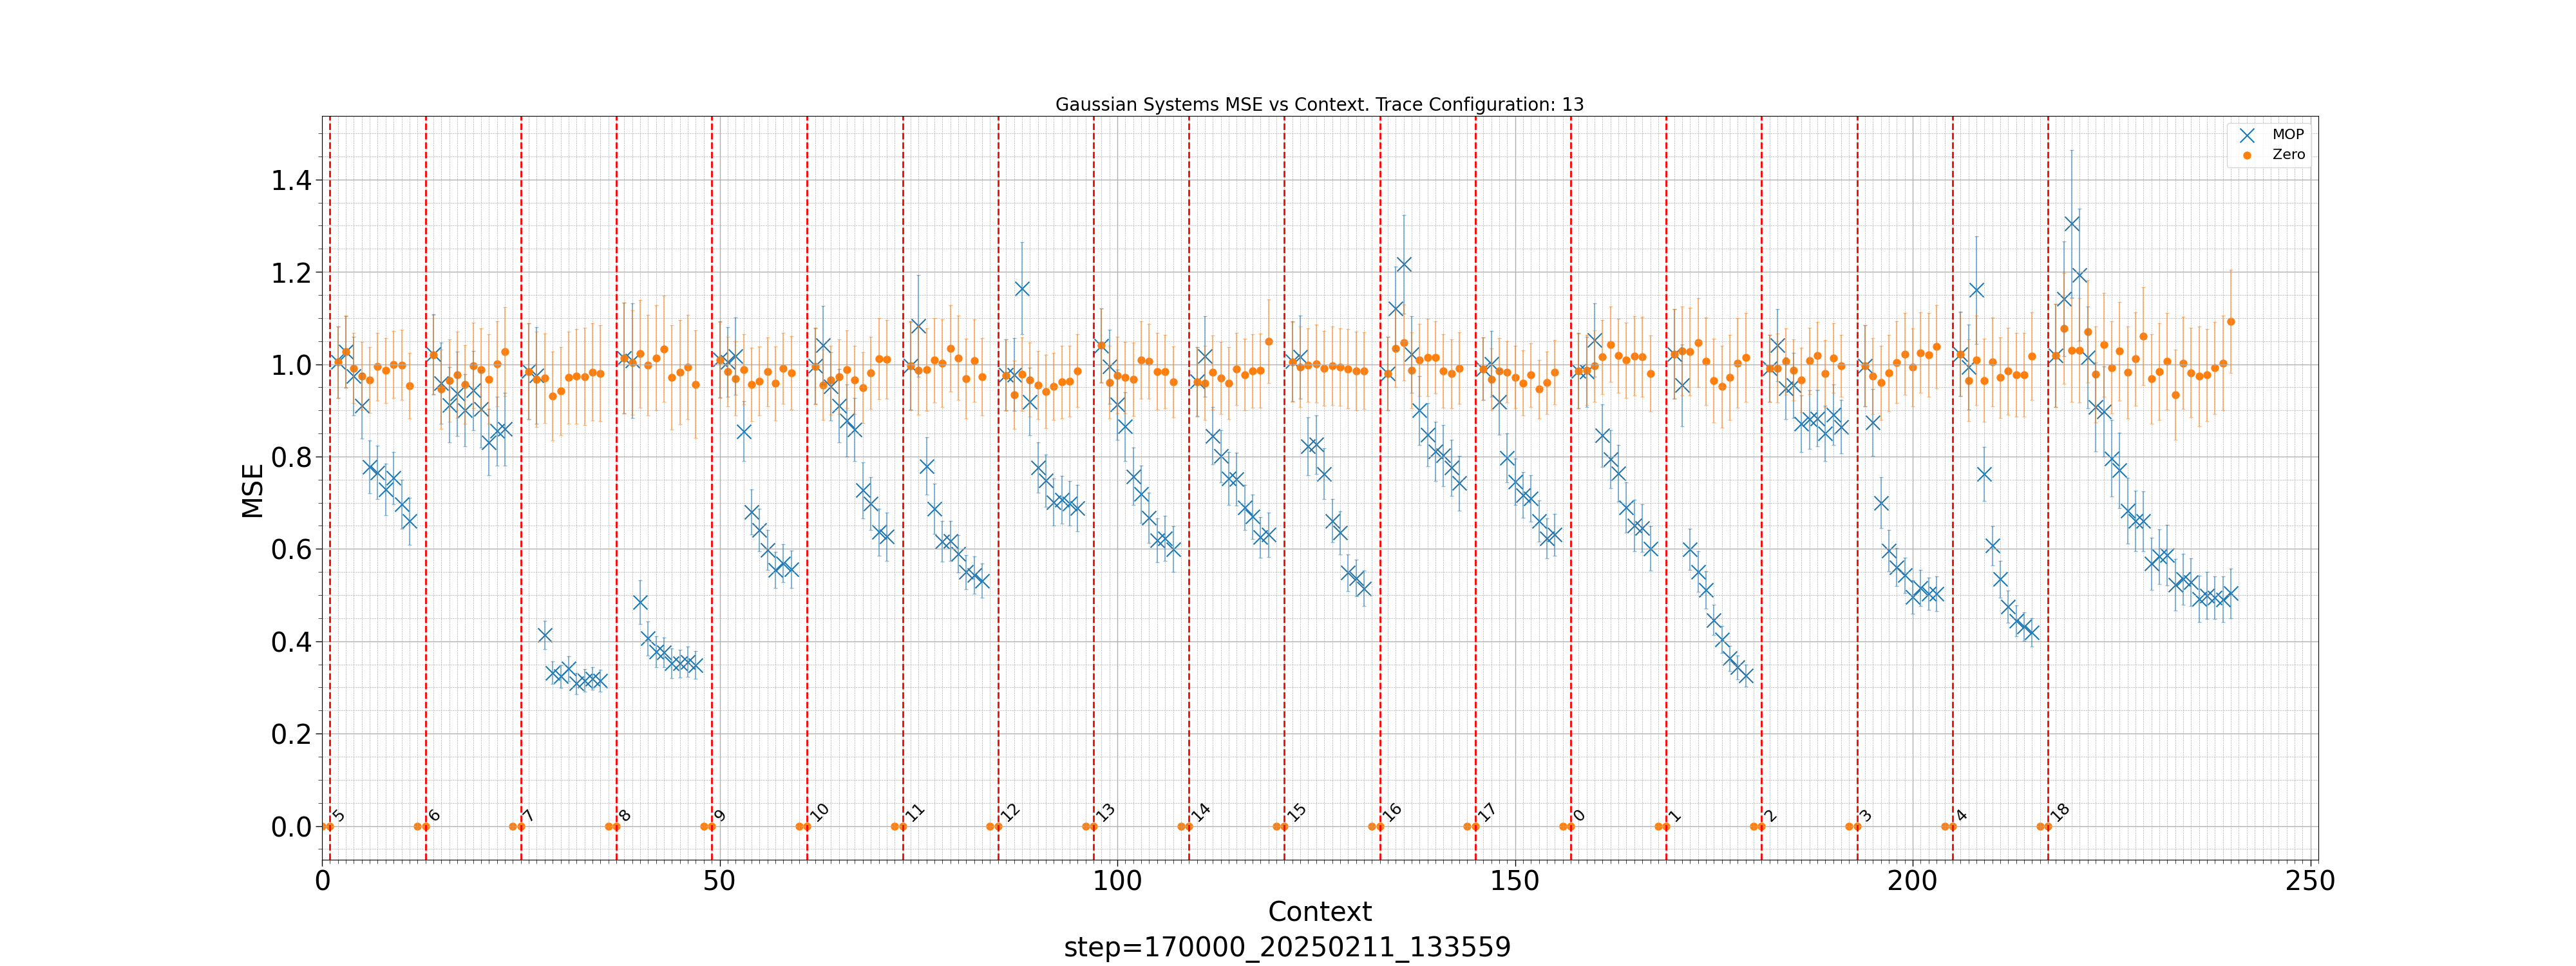 Gaussian Systems MSE vs Context. Trace Configuration: 13
MOP
Zero
1.4
1.2
1.0
0.8
0.6
0.4
0.2
0.0
MSE
5 6 7 8 9 10 11 12 13 14 15 16 17 0 1 2 3 4 18
0 50 100 150 200 250
Context
step=170000_20250211_133559